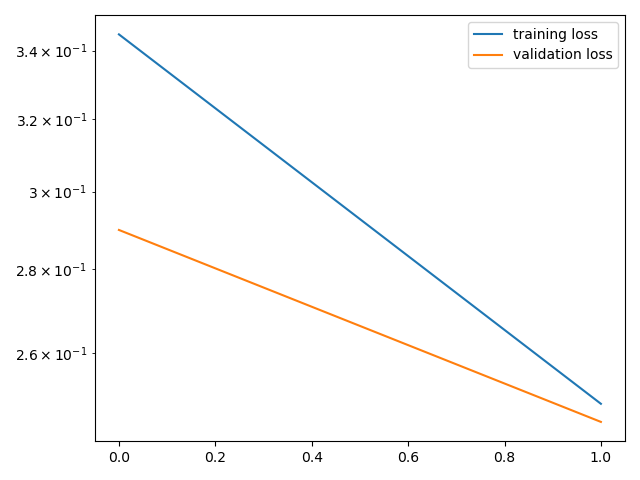 training loss
validation loss
3.4 × 10⁻¹
3.2 × 10⁻¹
3 × 10⁻¹
2.8 × 10⁻¹
2.6 × 10⁻¹
0.0 0.2 0.4 0.6 0.8 1.0